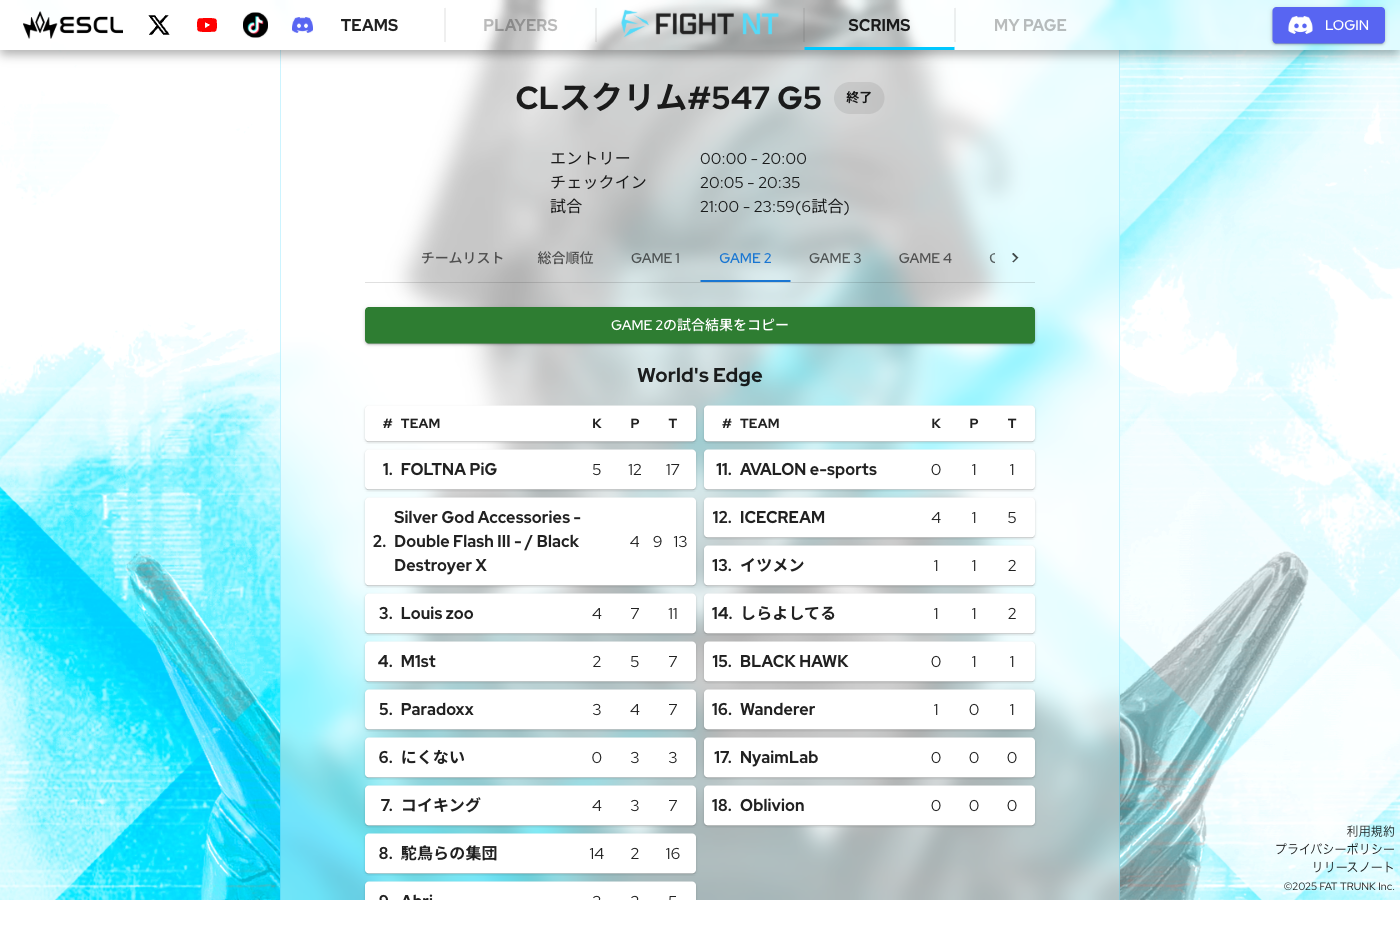 ESCL
TEAMS
PLAYERS
FIGHT NT
SCRIMS
MY PAGE
LOGIN
CLスクリム#547 G5
終了
エントリー 00:00 - 20:00
チェックイン 20:05 - 20:35
試合 21:00 - 23:59(6試合)
チームリスト 総合順位 GAME 1 GAME 2 GAME 3 GAME 4
GAME 2の試合結果をコピー
World's Edge
# TEAM K P T
1. FOLTNA PiG 5 12 17
2. Silver God Accessories -
Double Flash III - / Black
Destroyer X 4 9 13
3. Louis zoo 4 7 11
4. M1st 2 5 7
5. Paradoxx 3 4 7
6. にくない 0 3 3
7. コイキング 4 3 7
8. 駝鳥らの集団 14 2 16
# TEAM K P T
11. AVALON e-sports 0 1 1
12. ICECREAM 4 1 5
13. イツメン 1 1 2
14. しらよしてる 1 1 2
15. BLACK HAWK 0 1 1
16. Wanderer 1 0 1
17. NyaimLab 0 0 0
18. Oblivion 0 0 0
利用規約
プライバシーポリシー
リリースノート
©2025 FAT TRUNK Inc.